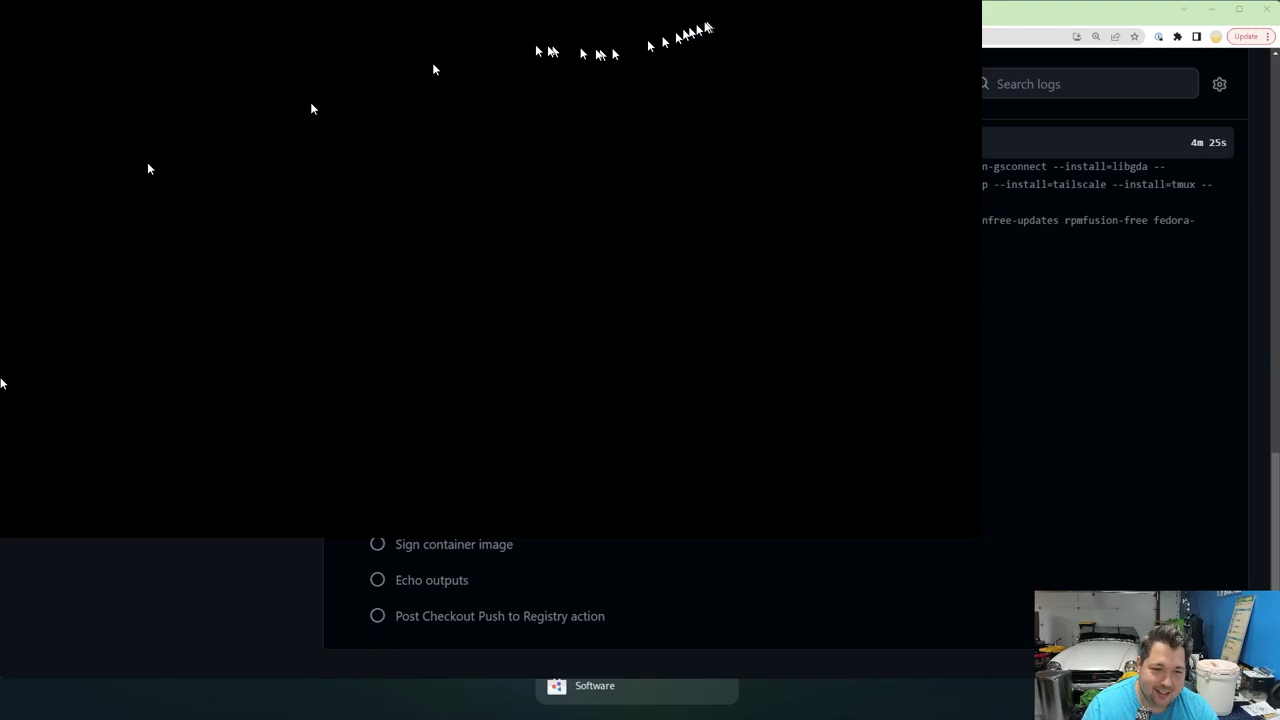 Update
Search logs
4m 25s
n-gsconnect --install=libgda --
p --install=tailscale --install=tmux --
nfree-updates rpmfusion-free fedora-
Sign container image
Echo outputs
Post Checkout Push to Registry action
Software